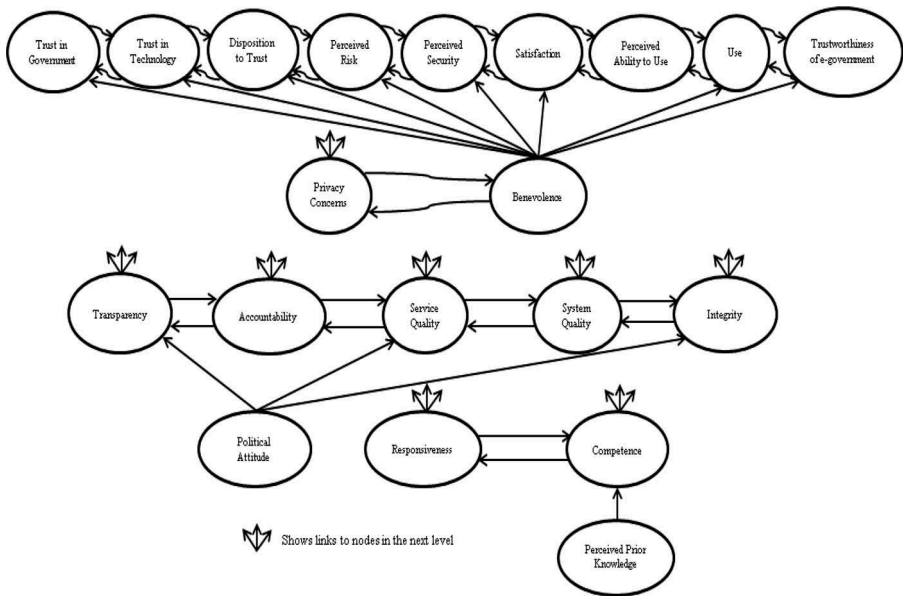 Trust in
Government
Trust in
Technology
Disposition
to Trust
Perceived
Risk
Perceived
Security
Satisfaction
Perceived
Ability to Use
Use
Trustworthiness
of e-government
Privacy
Concerns
Benevolence
Transparency
Accountability
Service
Quality
System
Quality
Integrity
Political
Attitude
Responsiveness
Competence
Shows links to nodes in the next level
Perceived Prior
Knowledge